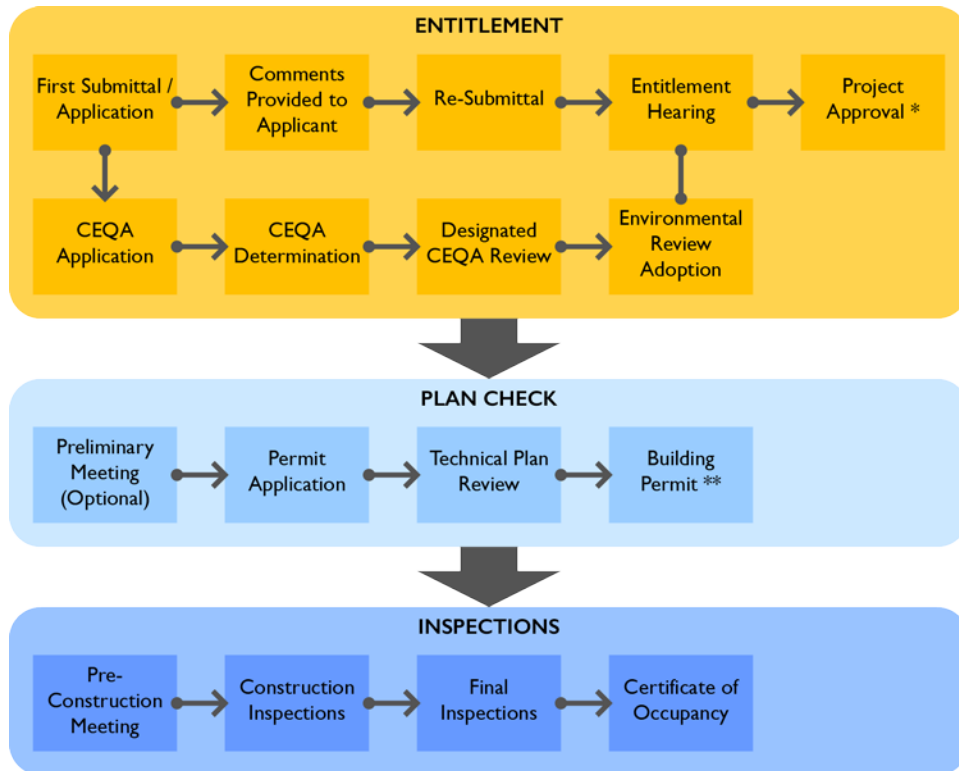 ENTITLEMENT
First Submittal /
Application
Comments
Provided to
Applicant
Re-Submittal
Entitlement
Hearing
Project
Approval *
CEQA
Application
CEQA
Determination
Designated
CEQA Review
Environmental
Review
Adoption
PLAN CHECK
Preliminary
Meeting
(Optional)
Permit
Application
Technical Plan
Review
Building
Permit **
INSPECTIONS
Pre-
Construction
Meeting
Construction
Inspections
Final
Inspections
Certificate of
Occupancy